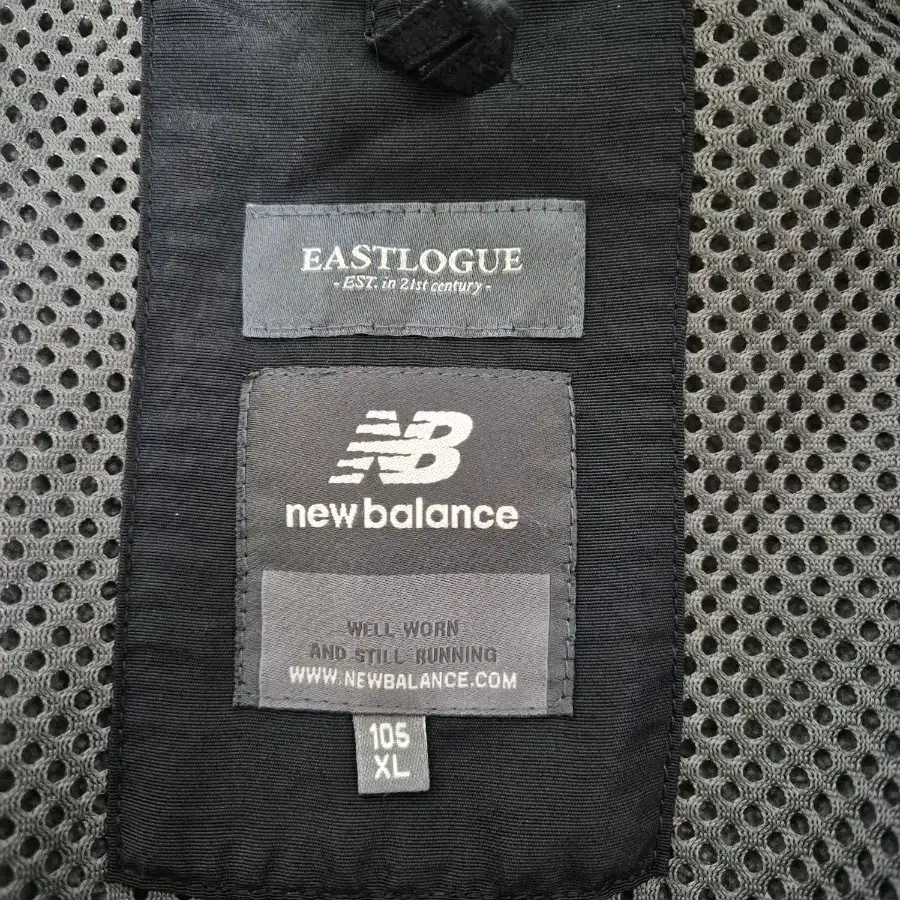 EASTLOGUE
- EST. in 21st century -
NB
new balance
WELL WORN
AND STILL RUNNING
WWW.NEWBALANCE.COM
105
XL